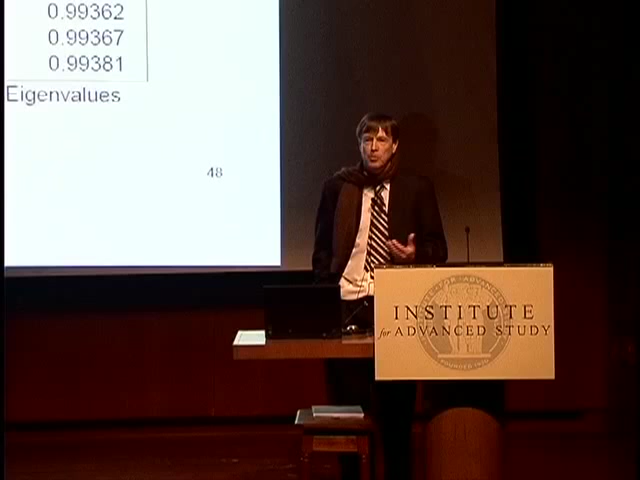 0.99362
0.99367
0.99381
Eigenvalues
48
INSTITUTE
for ADVANCED STUDY